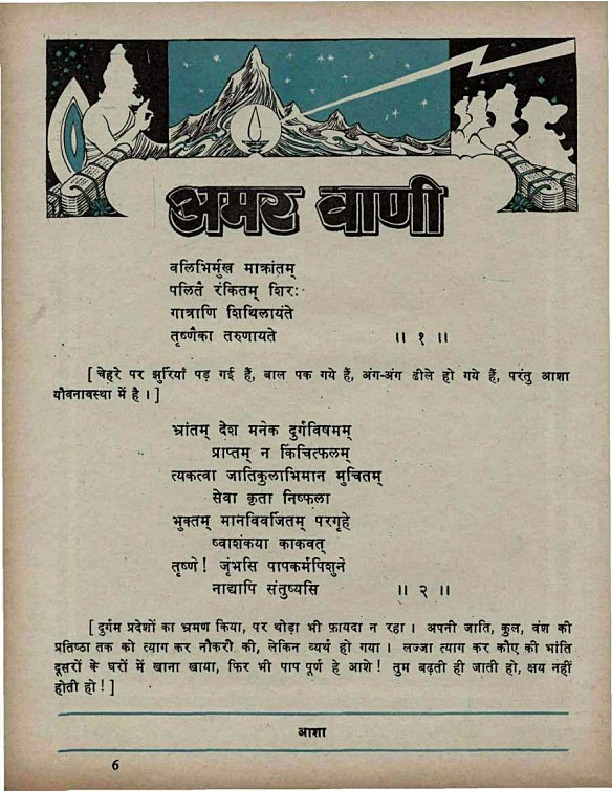 अमर वाणी
वलिभिर्मुख माक्रांतम्
पलितै रंकितम् शिरः
गात्राणि शिथिलायंते
तृष्णैका तरुणायते ॥ १ ॥
[ चेहरे पर झुर्रियाँ पड़ गई हैं, बाल पक गये हैं, अंग-अंग ढीले हो गये हैं, परंतु आशा
यौवनावस्था में है । ]
भ्रांतम् देश मनेक दुर्गविषमम्
प्राप्तम् न किंचित्फलम्
त्यकत्वा जातिकुलाभिमान मुचितम्
सेवा कृता निष्फला
भुक्तम् मानविवर्जितम् परगृहे
ष्वाशंकया काकवत्
तृष्णे! जृंभसि पापकर्मपिशुने
नाद्यापि संतुष्यसि ॥ २ ॥
[ दुर्गम प्रदेशों का भ्रमण किया, पर थोड़ा भी फ़ायदा न रहा । अपनी जाति, कुल, वंश की
प्रतिष्ठा तक को त्याग कर नौकरी की, लेकिन व्यर्थ हो गया । लज्जा त्याग कर कौए की भांति
दूसरों के घरों में खाना खाया, फिर भी पाप पूर्ण हे आशे ! तुम बढ़ती ही जाती हो, क्षय नहीं
होती हो ! ]
आशा
6